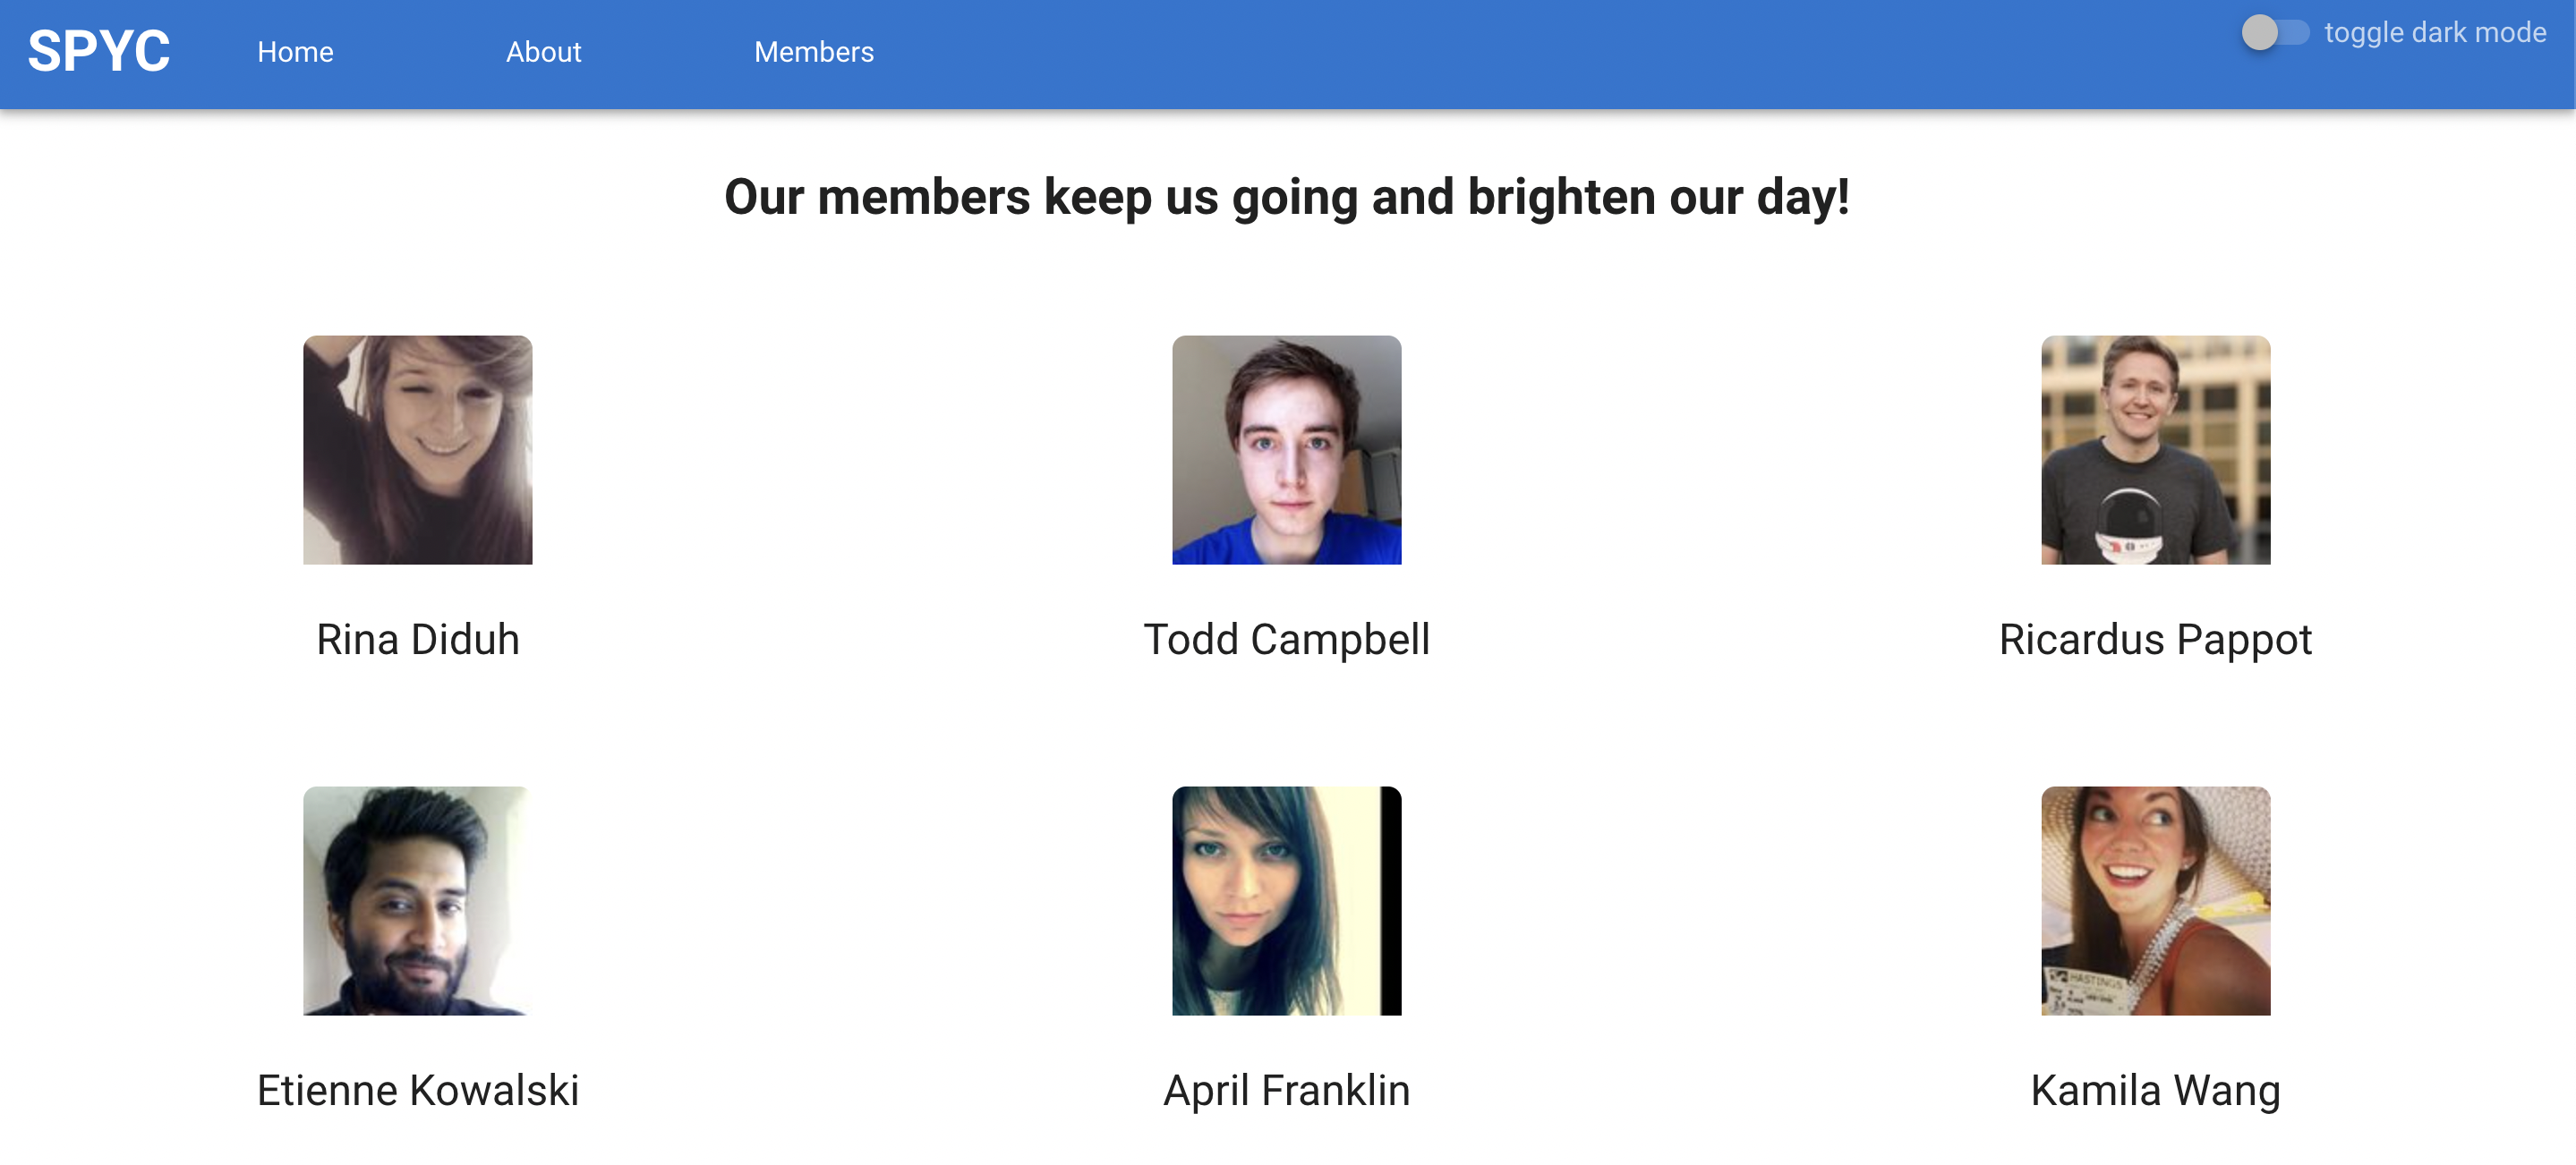 SPYC Home About Members toggle dark mode
Our members keep us going and brighten our day!
Rina Diduh Todd Campbell Ricardus Pappot
HASTINGS
Etienne Kowalski April Franklin Kamila Wang